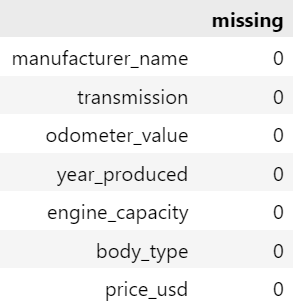 missing
manufacturer_name 0
transmission 0
odometer_value 0
year_produced 0
engine_capacity 0
body_type 0
price_usd 0